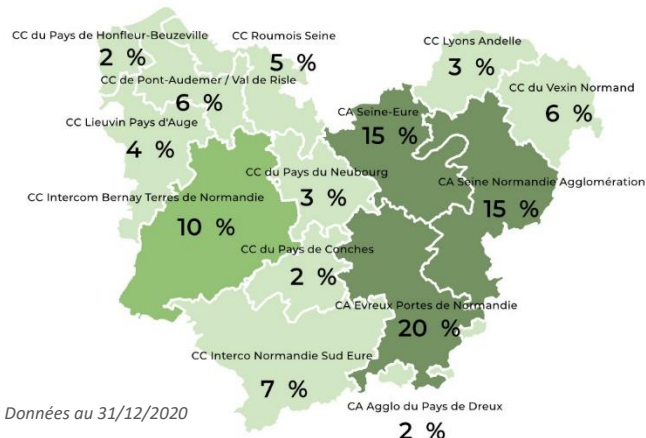 CC du Pays de Honfleur-Beuzeville
2 %
CC Roumois Seine
5 %
CC de Pont-Audemer / Val de Risle
6 %
CC Lieuvin Pays d'Auge
4 %
CC Lyons Andelle
3 %
CC du Vexin Normand
6 %
CA Seine-Eure
15 %
CC du Pays du Neubourg
3 %
CA Seine Normandie Agglomération
15 %
CC Intercom Bernay Terres de Normandie
10 %
CC du Pays de Conches
2 %
CA Evreux Portes de Normandie
20 %
CC Interco Normandie Sud Eure
7 %
CA Agglo du Pays de Dreux
2 %
Données au 31/12/2020